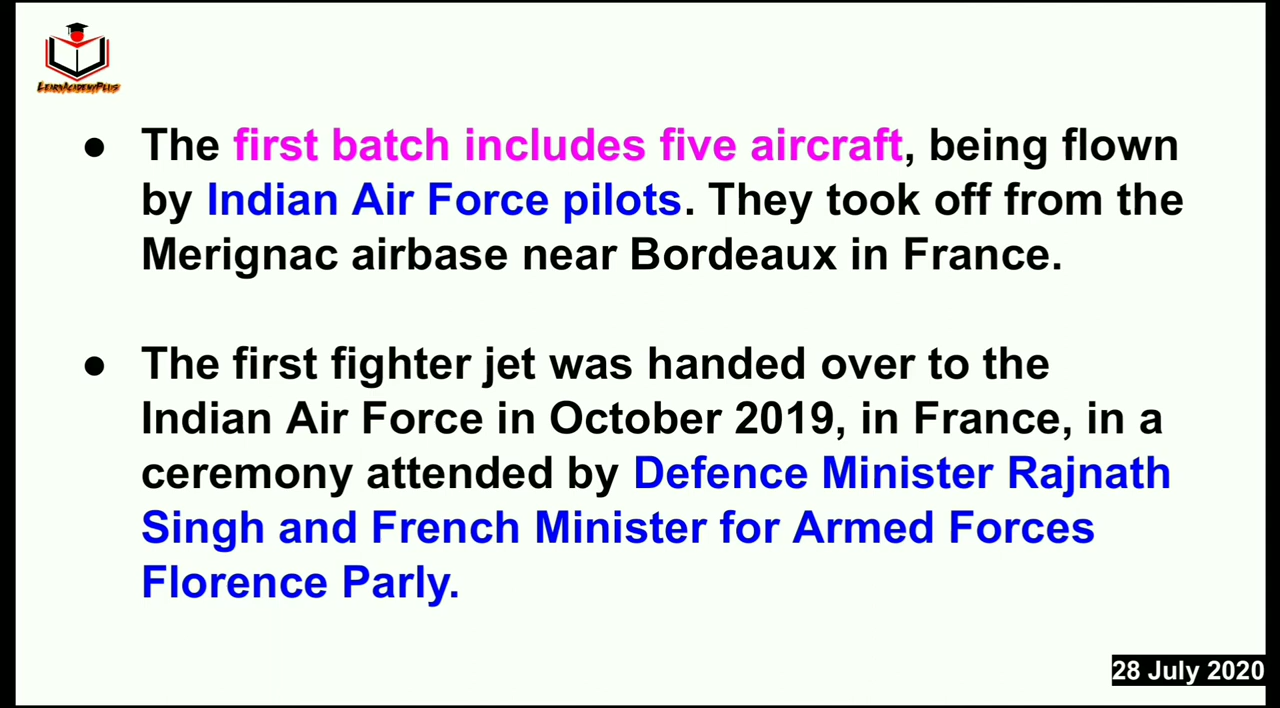 LearnAcademyPlus
● The first batch includes five aircraft, being flown
by Indian Air Force pilots. They took off from the
Merignac airbase near Bordeaux in France.
● The first fighter jet was handed over to the
Indian Air Force in October 2019, in France, in a
ceremony attended by Defence Minister Rajnath
Singh and French Minister for Armed Forces
Florence Parly.
28 July 2020